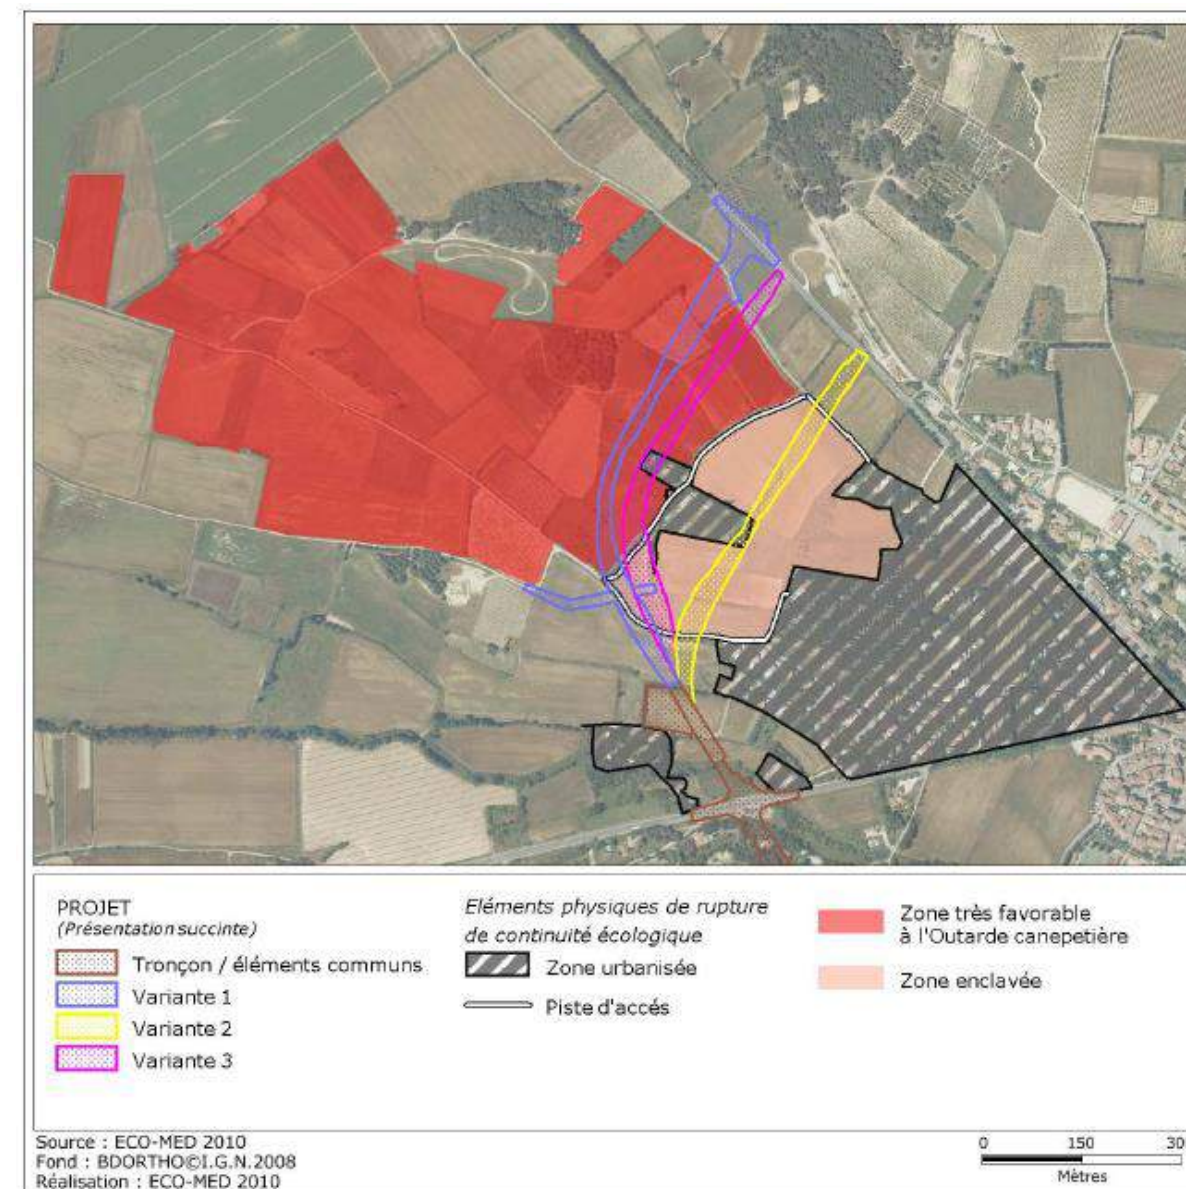 PROJET
(Présentation succinte)
Tronçon / éléments communs
Variante 1
Variante 2
Variante 3
Eléments physiques de rupture
de continuité écologique
Zone urbanisée
Piste d'accés
Zone très favorable
à l'Outarde canepetière
Zone enclavée
Source : ECO-MED 2010
Fond : BDORTHO©I.G.N.2008
Réalisation : ECO-MED 2010
0 150 30
Mètres